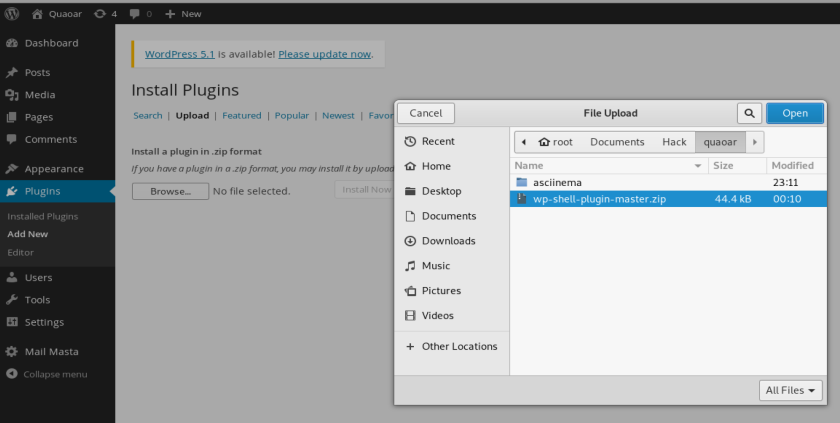 Quaoar 4 0 + New
Dashboard
Posts
Media
Pages
Comments
Appearance
Plugins
Installed Plugins
Add New
Editor
Users
Tools
Settings
Mail Masta
Collapse menu
WordPress 5.1 is available! Please update now.
Install Plugins
Search | Upload | Featured | Popular | Newest | Favor
Install a plugin in .zip format
If you have a plugin in a .zip format, you may install it by upload
Browse... No file selected. Install Now
Cancel File Upload Open
Recent
Home
Desktop
Documents
Downloads
Music
Pictures
Videos
+ Other Locations
root Documents Hack quaoar
Name Size Modified
asciinema 23:11
wp-shell-plugin-master.zip 44.4 kB 00:10
All Files